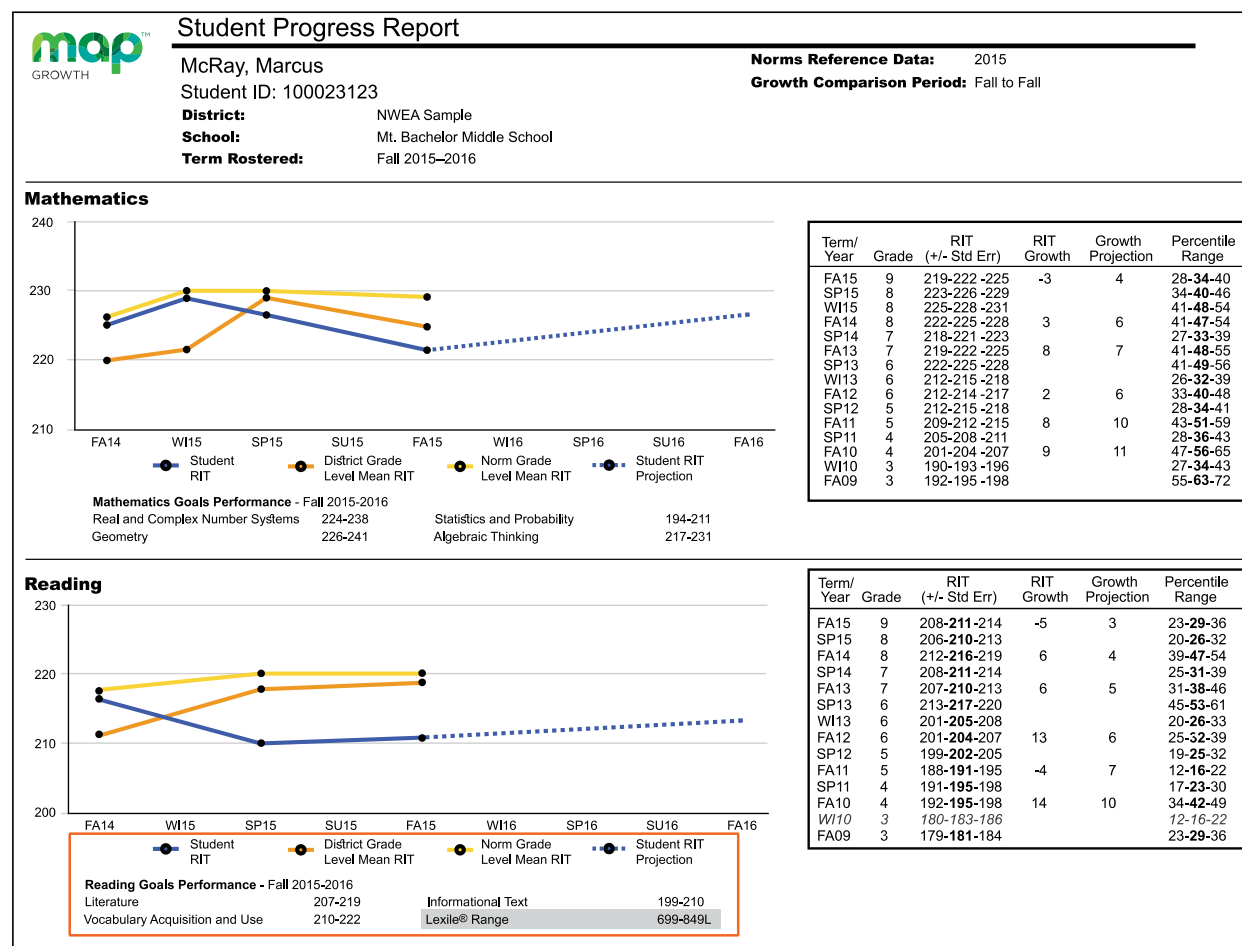 map™
GROWTH
Student Progress Report
McRay, Marcus
Student ID: 100023123
District: NWEA Sample
School: Mt. Bachelor Middle School
Term Rostered: Fall 2015–2016
Norms Reference Data: 2015
Growth Comparison Period: Fall to Fall
Mathematics
240
230
220
210
FA14 WI15 SP15 SU15 FA15 WI16 SP16 SU16 FA16
Student RIT
District Grade Level Mean RIT
Norm Grade Level Mean RIT
Student RIT Projection
Mathematics Goals Performance - Fall 2015-2016
Real and Complex Number Systems 224-238 Statistics and Probability 194-211
Geometry 226-241 Algebraic Thinking 217-231
Term/Year Grade RIT (+/- Std Err) RIT Growth Growth Projection Percentile Range
FA15 9 219-222 -225 -3 4 28-34-40
SP15 8 223-226 -229 34-40-46
WI15 8 225-228 -231 41-48-54
FA14 8 222-225 -228 3 6 41-47-54
SP14 7 218-221 -223 27-33-39
FA13 7 219-222 -225 8 7 41-48-55
SP13 6 222-225 -228 41-49-56
WI13 6 212-215 -218 26-32-39
FA12 6 212-214 -217 2 6 33-40-48
SP12 5 212-215 -218 28-34-41
FA11 5 209-212 -215 8 10 43-51-59
SP11 4 205-208 -211 28-36-43
FA10 4 201-204 -207 9 11 47-56-65
WI10 3 190-193 -196 27-34-43
FA09 3 192-195 -198 55-63-72
Reading
230
220
210
200
FA14 WI15 SP15 SU15 FA15 WI16 SP16 SU16 FA16
Student RIT
District Grade Level Mean RIT
Norm Grade Level Mean RIT
Student RIT Projection
Reading Goals Performance - Fall 2015-2016
Literature 207-219 Informational Text 199-210
Vocabulary Acquisition and Use 210-222 Lexile® Range 699-849L
Term/Year Grade RIT (+/- Std Err) RIT Growth Growth Projection Percentile Range
FA15 9 208-211-214 -5 3 23-29-36
SP15 8 206-210-213 20-26-32
FA14 8 212-216-219 6 4 39-47-54
SP14 7 208-211-214 25-31-39
FA13 7 207-210-213 6 5 31-38-46
SP13 6 213-217-220 45-53-61
WI13 6 201-205-208 20-26-33
FA12 6 201-204-207 13 6 25-32-39
SP12 5 199-202-205 19-25-32
FA11 5 188-191-195 -4 7 12-16-22
SP11 4 191-195-198 17-23-30
FA10 4 192-195-198 14 10 34-42-49
WI10 3 180-183-186 12-16-22
FA09 3 179-181-184 23-29-36